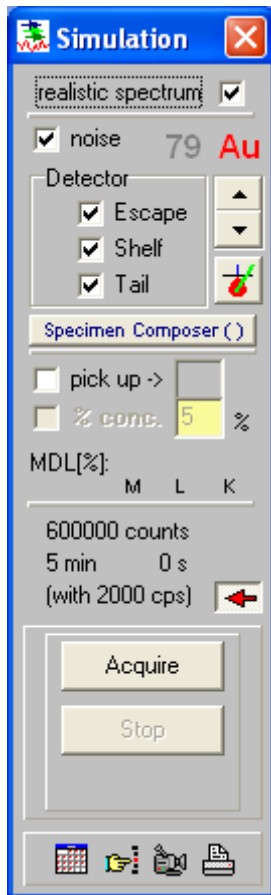 Simulation
realistic spectrum
noise 79 Au
Detector
Escape
Shelf
Tail
Specimen Composer ( )
pick up ->
% conc. 5 %
MDL[%]:
M L K
600000 counts
5 min 0 s
(with 2000 cps)
Acquire
Stop